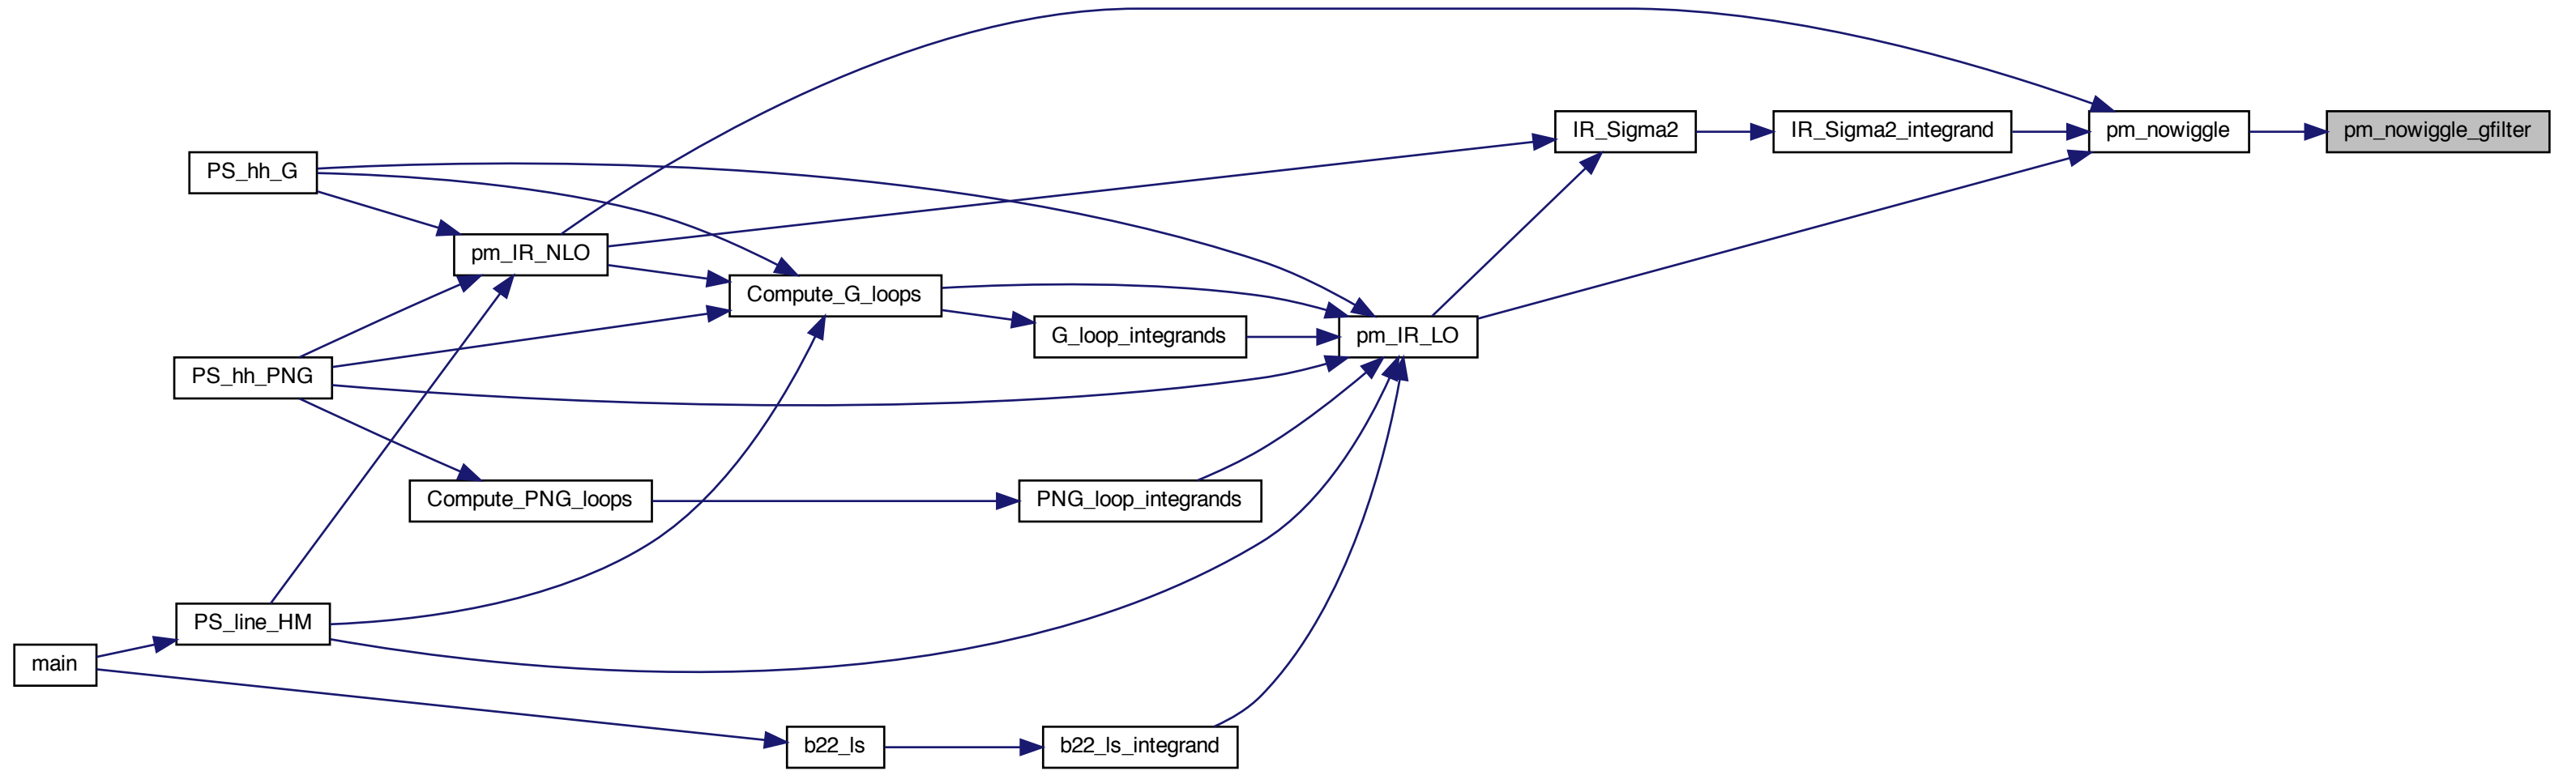 IR_Sigma2
IR_Sigma2_integrand
pm_nowiggle
pm_nowiggle_gfilter
PS_hh_G
pm_IR_NLO
Compute_G_loops
G_loop_integrands
pm_IR_LO
PS_hh_PNG
Compute_PNG_loops
PNG_loop_integrands
PS_line_HM
main
b22_ls
b22_ls_integrand